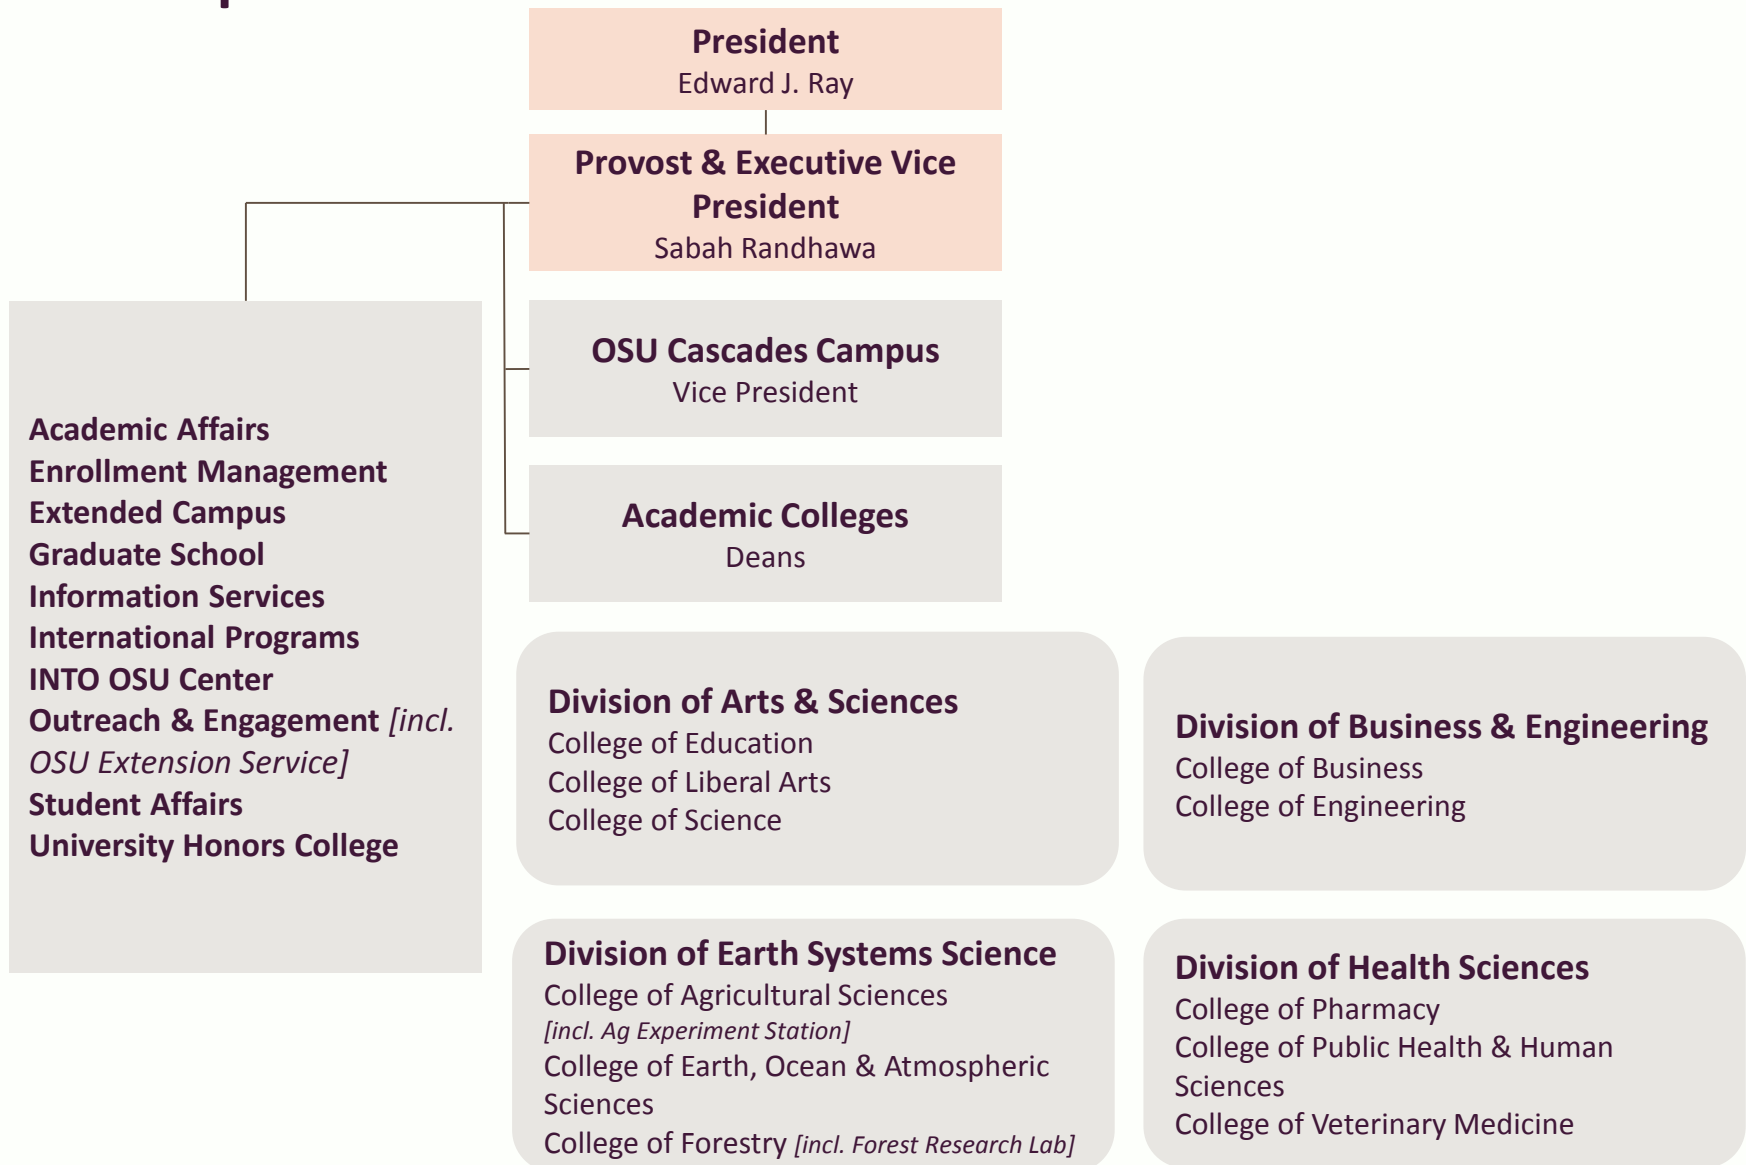 President
Edward J. Ray
Provost & Executive Vice
President
Sabah Randhawa
OSU Cascades Campus
Vice President
Academic Colleges
Deans
Academic Affairs
Enrollment Management
Extended Campus
Graduate School
Information Services
International Programs
INTO OSU Center
Outreach & Engagement [incl.
OSU Extension Service]
Student Affairs
University Honors College
Division of Arts & Sciences
College of Education
College of Liberal Arts
College of Science
Division of Business & Engineering
College of Business
College of Engineering
Division of Earth Systems Science
College of Agricultural Sciences
[incl. Ag Experiment Station]
College of Earth, Ocean & Atmospheric
Sciences
College of Forestry [incl. Forest Research Lab]
Division of Health Sciences
College of Pharmacy
College of Public Health & Human
Sciences
College of Veterinary Medicine